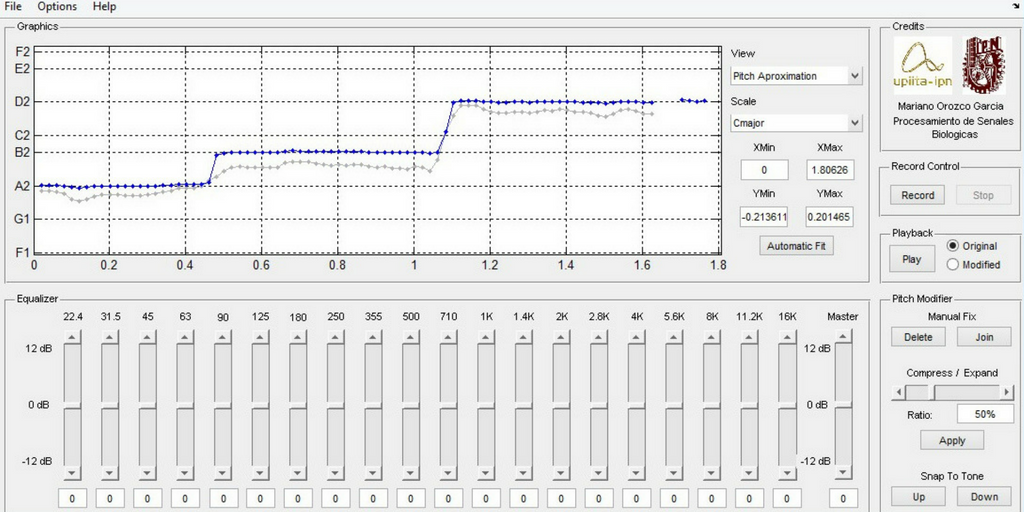 File Options Help
Graphics
F2
E2
D2
C2
B2
A2
G1
F1
0 0.2 0.4 0.6 0.8 1 1.2 1.4 1.6 1.8
View
Pitch Aproximation
Scale
Cmajor
XMin XMax
0 1.80626
YMin YMax
-0.213611 0.201465
Automatic Fit
Credits
upiita-ipn
Mariano Orozco Garcia
Procesamiento de Senales
Biologicas
Record Control
Record Stop
Playback
Play
Original
Modified
Equalizer
22.4 31.5 45 63 90 125 180 250 355 500 710 1K 1.4K 2K 2.8K 4K 5.6K 8K 11.2K 16K Master
12 dB 12 dB
0 dB 0 dB
-12 dB -12 dB
0 0 0 0 0 0 0 0 0 0 0 0 0 0 0 0 0 0 0 0 0
Pitch Modifier
Manual Fix
Delete Join
Compress / Expand
Ratio: 50%
Apply
Snap To Tone
Up Down